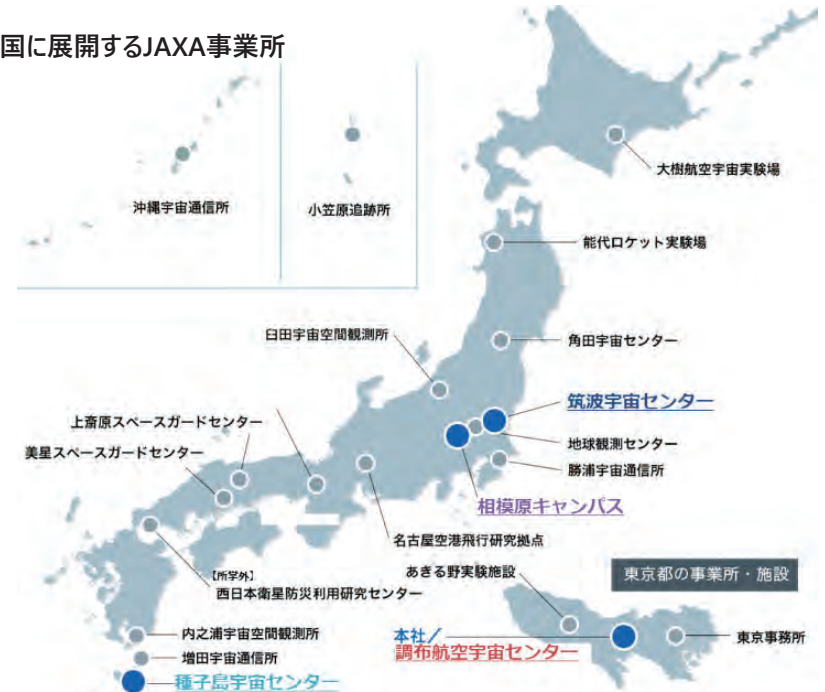 国に展開するJAXA事業所
大樹航空宇宙実験場
沖縄宇宙通信所
小笠原追跡所
能代ロケット実験場
臼田宇宙空間観測所
角田宇宙センター
筑波宇宙センター
上斎原スペースガードセンター
地球観測センター
美星スペースガードセンター
勝浦宇宙通信所
相模原キャンパス
名古屋空港飛行研究拠点
あきる野実験施設
東京都の事業所・施設
【所学外】
西日本衛星防災利用研究センター
内之浦宇宙空間観測所
本社／
調布航空宇宙センター
東京事務所
増田宇宙通信所
種子島宇宙センター